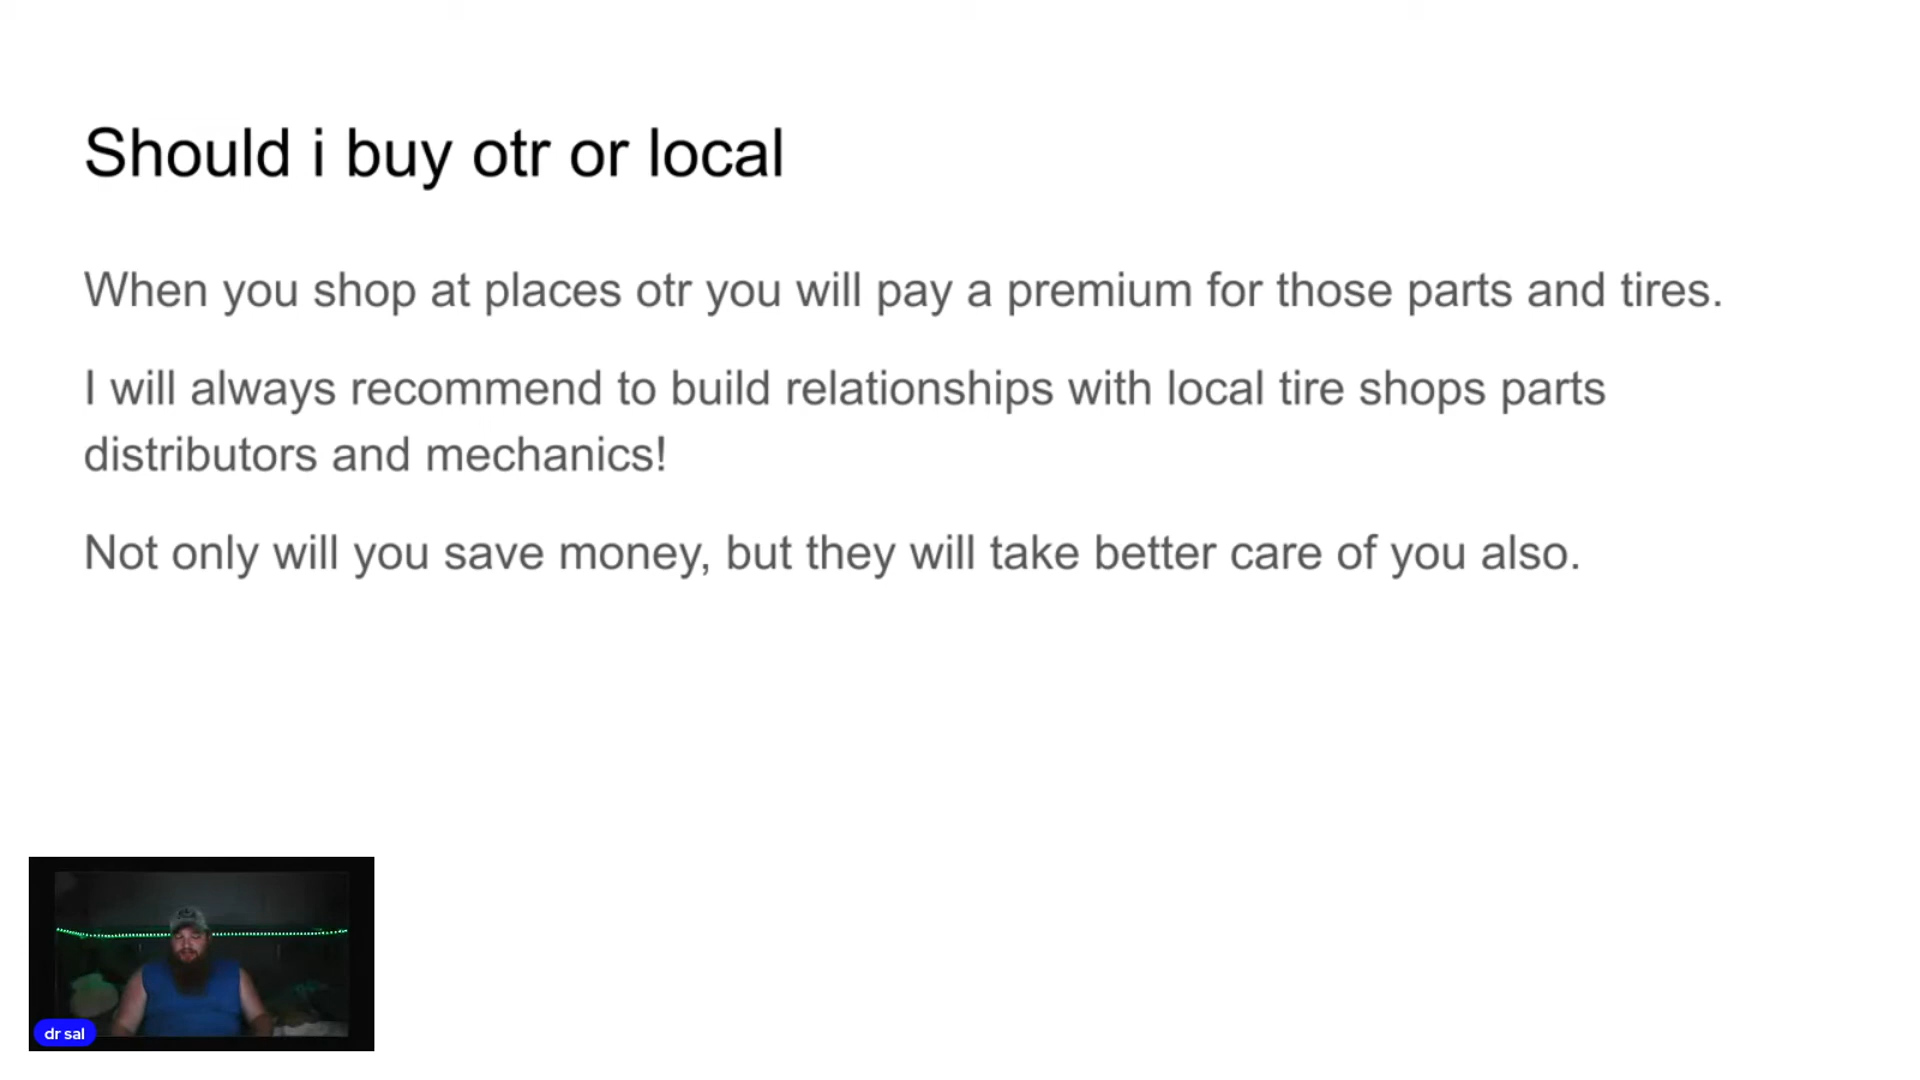 Should i buy otr or local
When you shop at places otr you will pay a premium for those parts and tires.
I will always recommend to build relationships with local tire shops parts
distributors and mechanics!
Not only will you save money, but they will take better care of you also.
dr sal